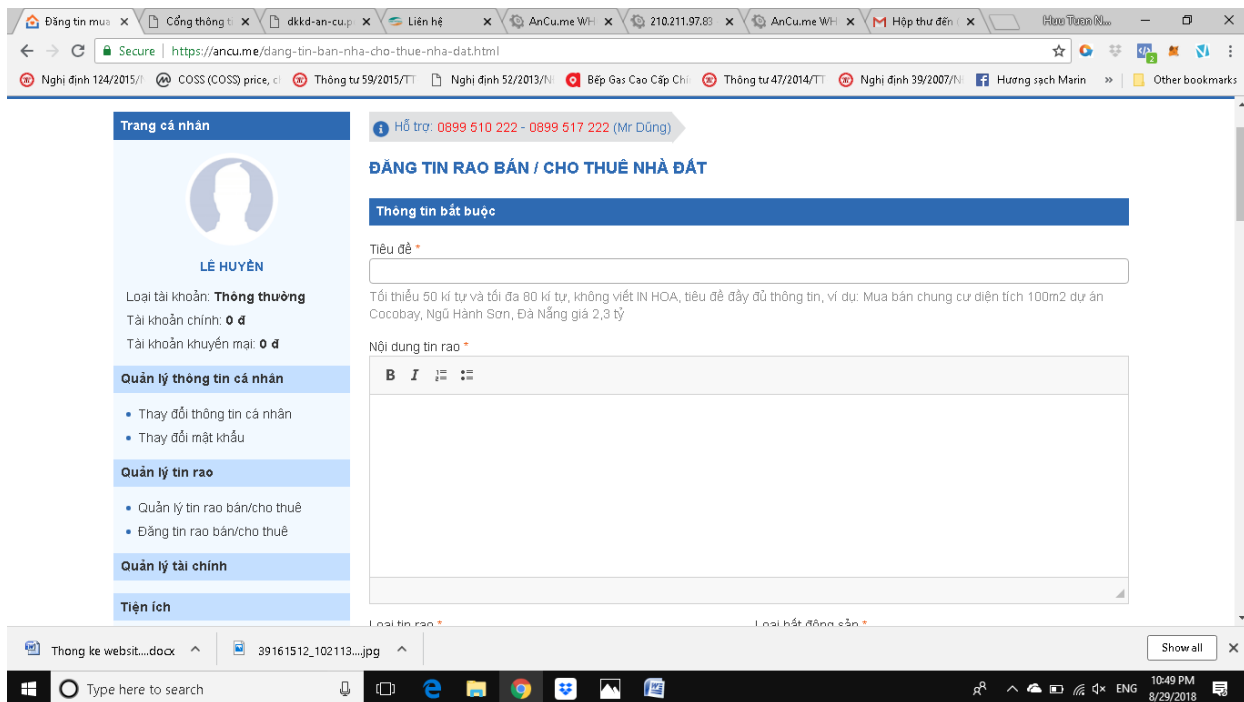 Đăng tin mua
Cổng thông ti
dkkd-an-cu.p
Liên hệ
AnCu.me WH
210.211.97.83
AnCu.me WH
Hộp thư đến (
Huu Tuan N...
Secure | https://ancu.me/dang-tin-ban-nha-cho-thue-nha-dat.html
Nghị định 124/2015/
COSS (COSS) price, c
Thông tư 59/2015/TT
Nghị định 52/2013/N
Bếp Gas Cao Cấp Chí
Thông tư 47/2014/TT
Nghị định 39/2007/N
Hương sạch Marin
»
Other bookmarks
Trang cá nhân
LÊ HUYỀN
Loại tài khoản: Thông thường
Tài khoản chính: 0 đ
Tài khoản khuyến mại: 0 đ
Quản lý thông tin cá nhân
Thay đổi thông tin cá nhân
Thay đổi mật khẩu
Quản lý tin rao
Quản lý tin rao bán/cho thuê
Đăng tin rao bán/cho thuê
Quản lý tài chính
Tiện ích
Hỗ trợ: 0899 510 222 - 0899 517 222 (Mr Dũng)
ĐĂNG TIN RAO BÁN / CHO THUÊ NHÀ ĐẤT
Thông tin bắt buộc
Tiêu đề *
Tối thiểu 50 kí tự và tối đa 80 kí tự, không viết IN HOA, tiêu đề đầy đủ thông tin, ví dụ: Mua bán chung cư diện tích 100m2 dự án
Cocobay, Ngũ Hành Sơn, Đà Nẵng giá 2,3 tỷ
Nội dung tin rao *
B I
Loại tin rao *
Loại bất động sản *
Thong ke websit....docx
39161512_102113....jpg
Show all
Type here to search
ENG
10:49 PM
8/29/2018